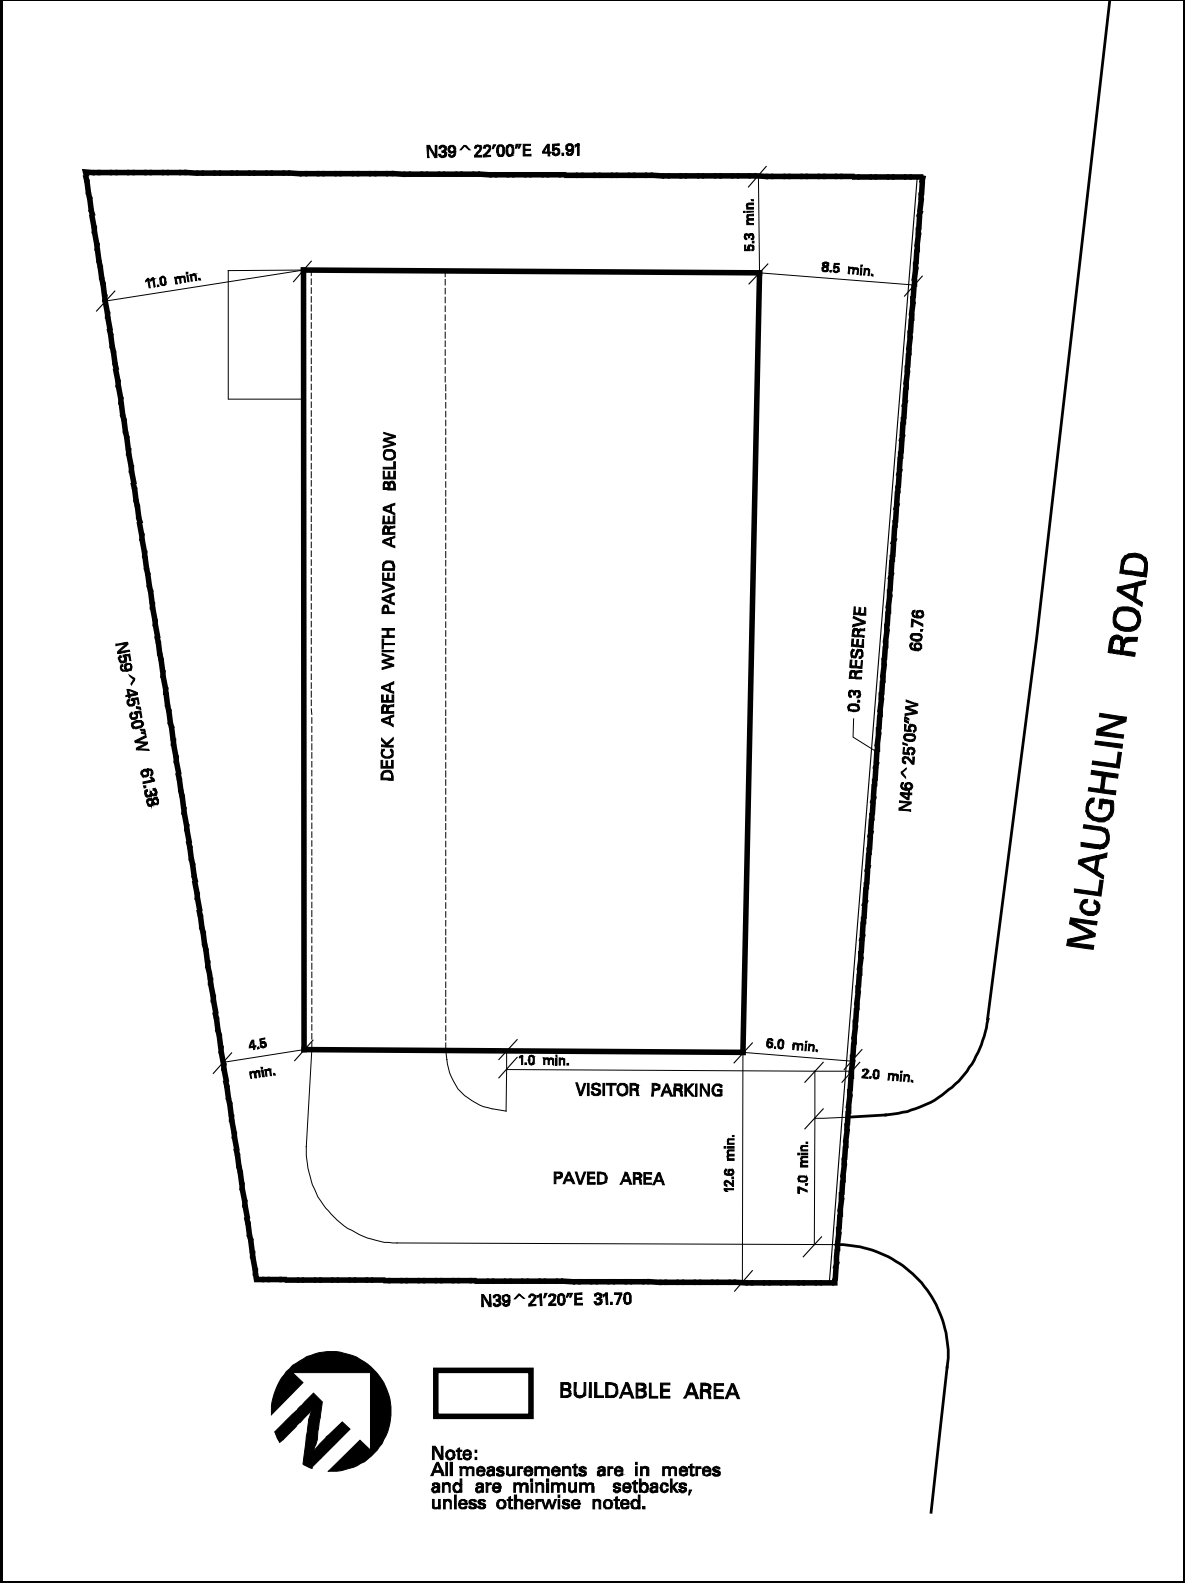 N39^22'00"E 45.91
5.3 min.
11.0 min.
8.5 min.
DECK AREA WITH PAVED AREA BELOW
0.3 RESERVE
N46^25'05"W 60.76
McLAUGHLIN ROAD
N59^45'50"W 61.38
4.5
min.
1.0 min.
6.0 min.
2.0 min.
VISITOR PARKING
12.6 min.
7.0 min.
PAVED AREA
N39^21'20"E 31.70
N
BUILDABLE AREA
Note:
All measurements are in metres
and are minimum setbacks,
unless otherwise noted.